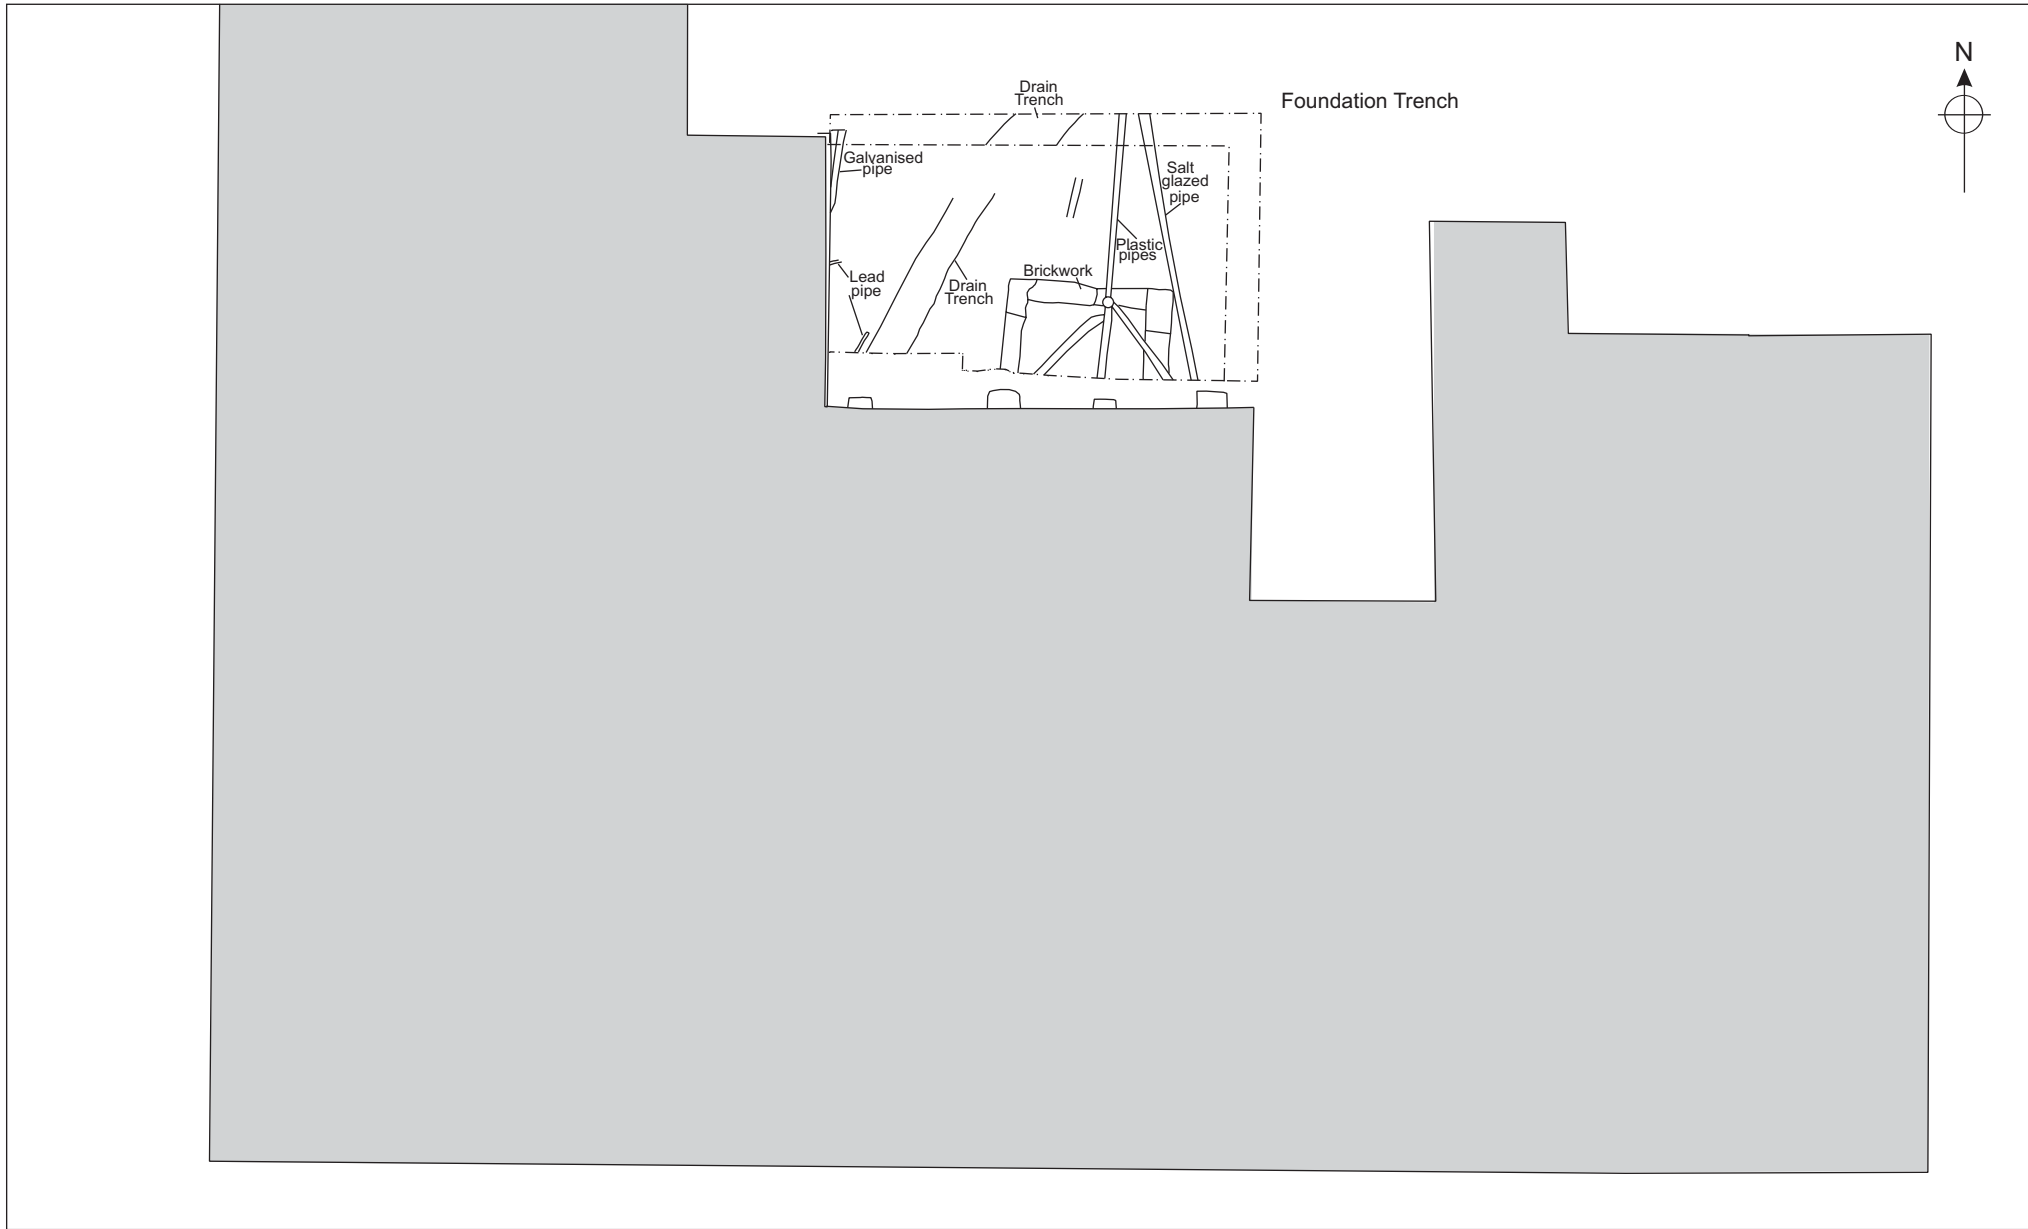 N
Drain
Trench
Foundation Trench
Galvanised
pipe
Salt
glazed
pipe
Plastic
pipes
Brickwork
Lead
pipe
Drain
Trench